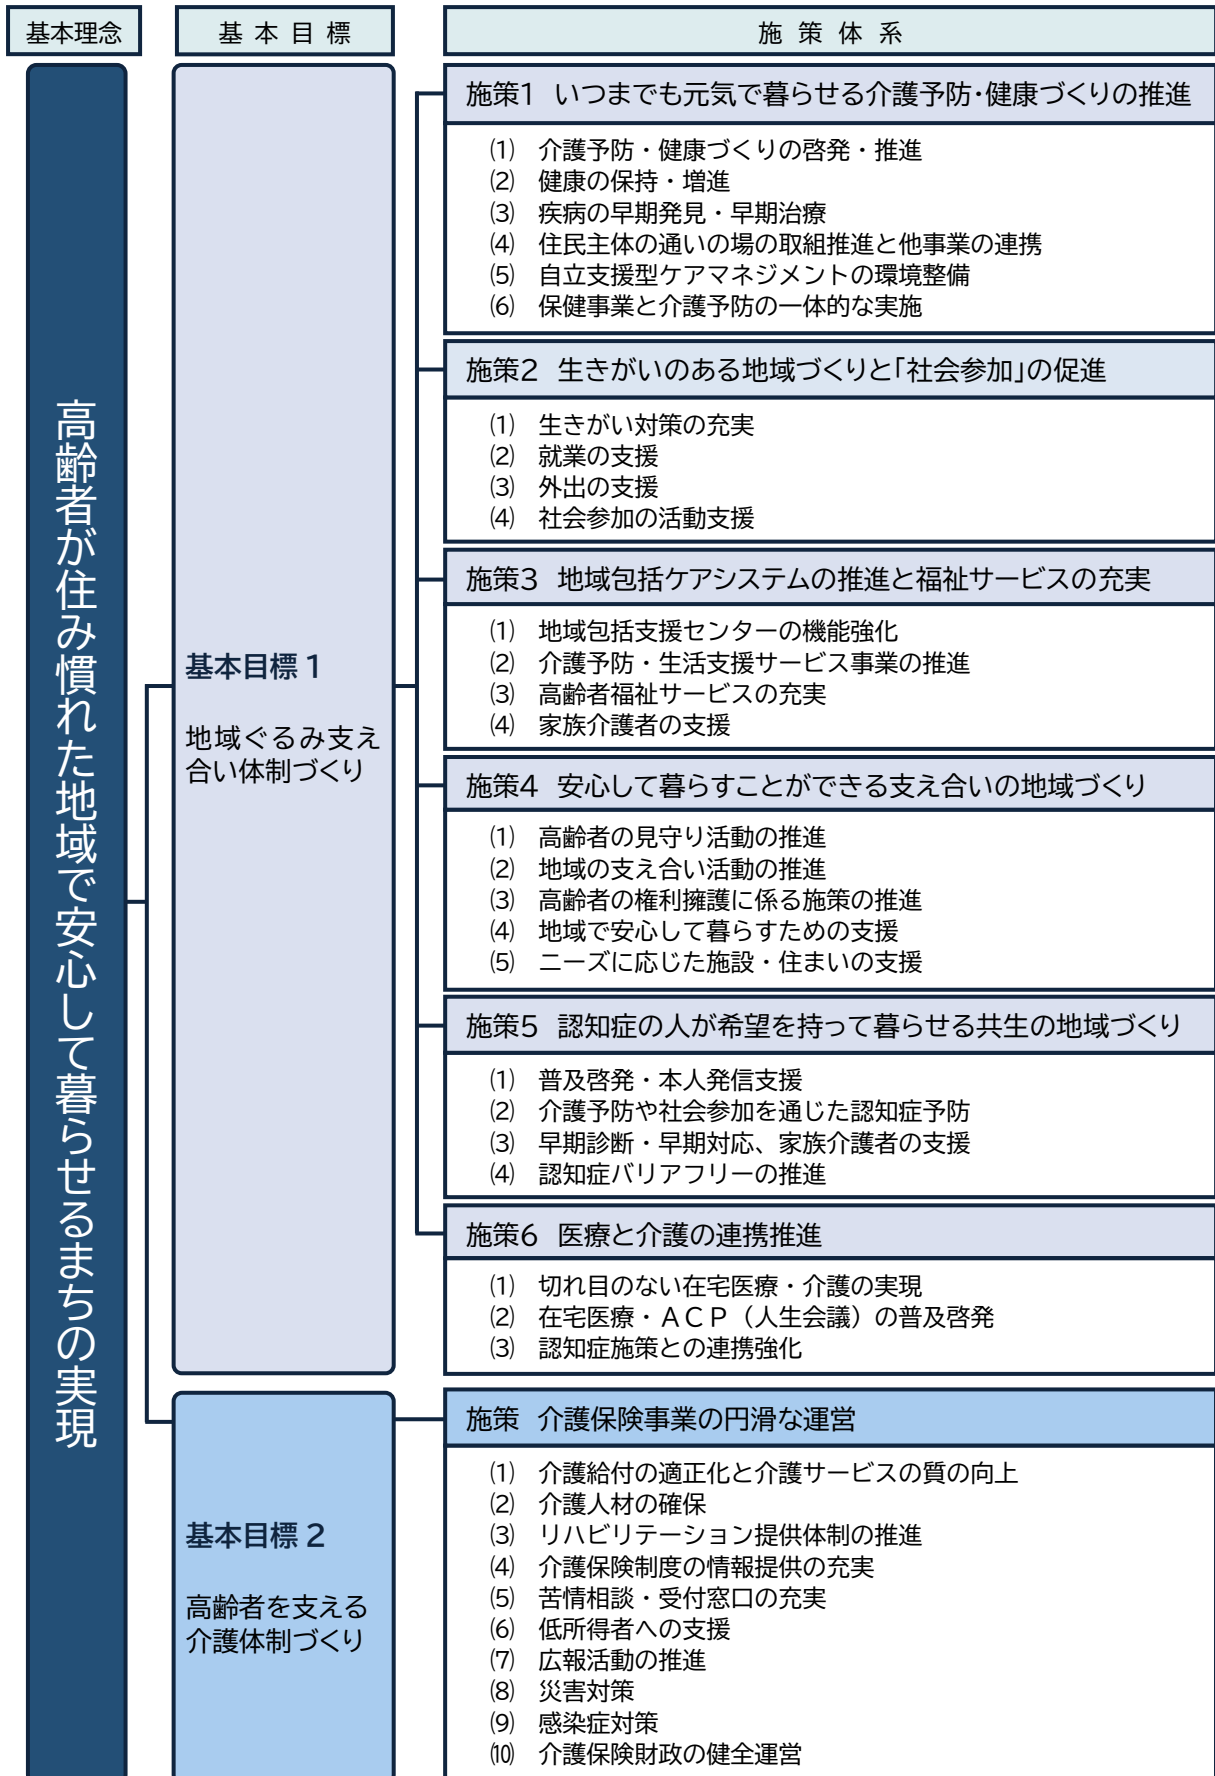 基本理念
基本目標
施策体系
高齢者が住み慣れた地域で安心して暮らせるまちの実現
基本目標1
地域ぐるみ支え
合い体制づくり
施策1 いつまでも元気で暮らせる介護予防・健康づくりの推進
⑴ 介護予防・健康づくりの啓発・推進
⑵ 健康の保持・増進
⑶ 疾病の早期発見・早期治療
⑷ 住民主体の通いの場の取組推進と他事業の連携
⑸ 自立支援型ケアマネジメントの環境整備
⑹ 保健事業と介護予防の一体的な実施
施策2 生きがいのある地域づくりと「社会参加」の促進
⑴ 生きがい対策の充実
⑵ 就業の支援
⑶ 外出の支援
⑷ 社会参加の活動支援
施策3 地域包括ケアシステムの推進と福祉サービスの充実
⑴ 地域包括支援センターの機能強化
⑵ 介護予防・生活支援サービス事業の推進
⑶ 高齢者福祉サービスの充実
⑷ 家族介護者の支援
施策4 安心して暮らすことができる支え合いの地域づくり
⑴ 高齢者の見守り活動の推進
⑵ 地域の支え合い活動の推進
⑶ 高齢者の権利擁護に係る施策の推進
⑷ 地域で安心して暮らすための支援
⑸ ニーズに応じた施設・住まいの支援
施策5 認知症の人が希望を持って暮らせる共生の地域づくり
⑴ 普及啓発・本人発信支援
⑵ 介護予防や社会参加を通じた認知症予防
⑶ 早期診断・早期対応、家族介護者の支援
⑷ 認知症バリアフリーの推進
施策6 医療と介護の連携推進
⑴ 切れ目のない在宅医療・介護の実現
⑵ 在宅医療・ACP(人生会議)の普及啓発
⑶ 認知症施策との連携強化
基本目標2
高齢者を支える
介護体制づくり
施策 介護保険事業の円滑な運営
⑴ 介護給付の適正化と介護サービスの質の向上
⑵ 介護人材の確保
⑶ リハビリテーション提供体制の推進
⑷ 介護保険制度の情報提供の充実
⑸ 苦情相談・受付窓口の充実
⑹ 低所得者への支援
⑺ 広報活動の推進
⑻ 災害対策
⑼ 感染症対策
⑽ 介護保険財政の健全運営